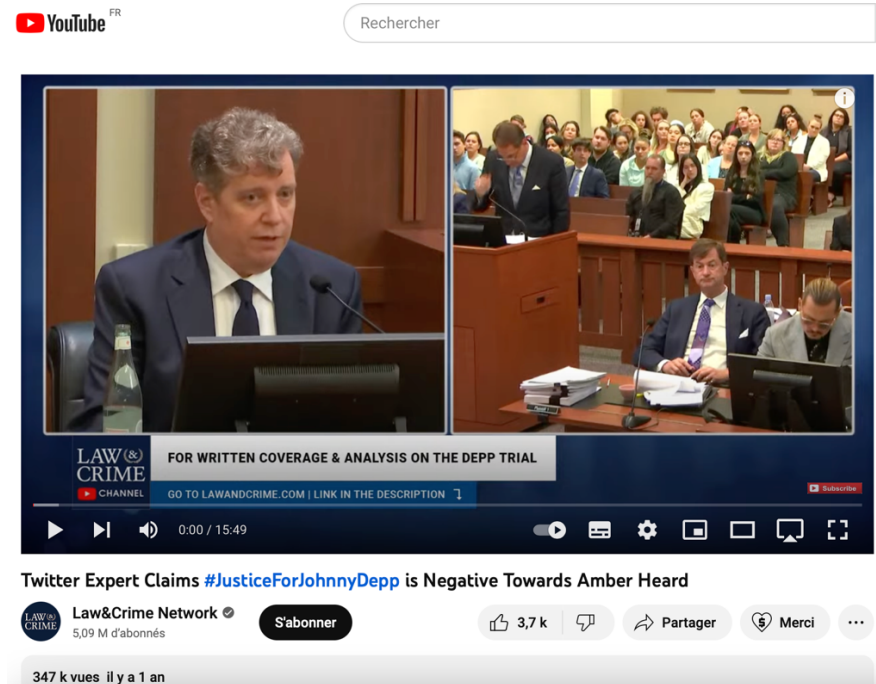 YouTube FR
Rechercher
i
LAW&
CRIME
CHANNEL
FOR WRITTEN COVERAGE & ANALYSIS ON THE DEPP TRIAL
GO TO LAWANDCRIME.COM | LINK IN THE DESCRIPTION
Subscribe
0:00 / 15:49
Twitter Expert Claims #JusticeForJohnnyDepp is Negative Towards Amber Heard
LAW&
CRIME
Law&Crime Network
5,09 M d'abonnés
S'abonner
3,7 k
Partager
Merci
347 k vues il y a 1 an